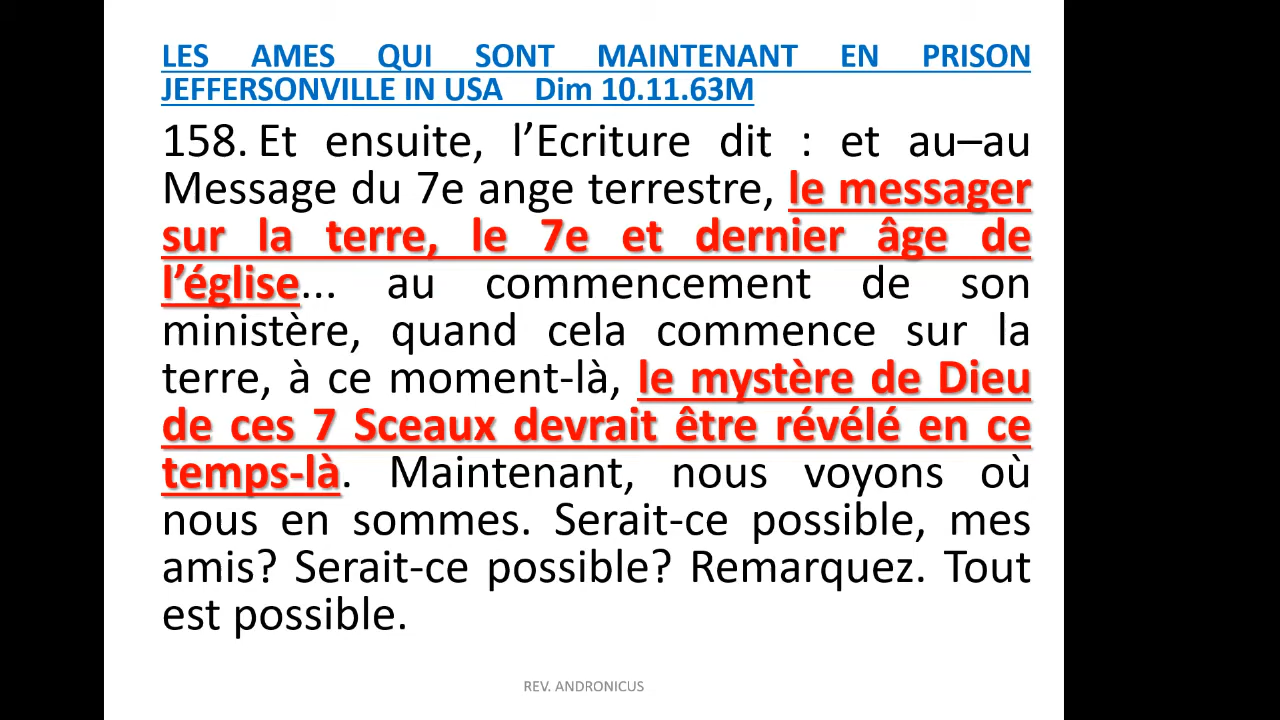 LES AMES QUI SONT MAINTENANT EN PRISON
JEFFERSONVILLE IN USA Dim 10.11.63M
158. Et ensuite, l’Ecriture dit : et au–au
Message du 7e ange terrestre, le messager
sur la terre, le 7e et dernier âge de
l’église... au commencement de son
ministère, quand cela commence sur la
terre, à ce moment-là, le mystère de Dieu
de ces 7 Sceaux devrait être révélé en ce
temps-là. Maintenant, nous voyons où
nous en sommes. Serait-ce possible, mes
amis? Serait-ce possible? Remarquez. Tout
est possible.
REV. ANDRONICUS